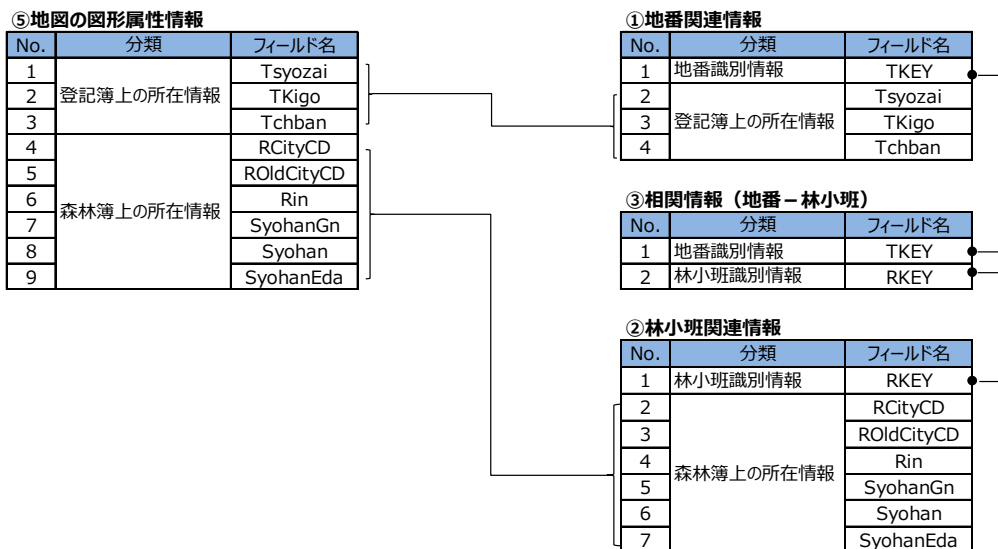 ⑤地図の図形属性情報
No. 分類 フィールド名
1 登記簿上の所在情報 Tsyozai
2 TKigo
3 Tchban
4 森林簿上の所在情報 RCityCD
5 ROldCityCD
6 Rin
7 SyohanGn
8 Syohan
9 SyohanEda
①地番関連情報
No. 分類 フィールド名
1 地番識別情報 TKEY
2 登記簿上の所在情報 Tsyozai
3 TKigo
4 Tchban
③相関情報（地番－林小班）
No. 分類 フィールド名
1 地番識別情報 TKEY
2 林小班識別情報 RKEY
②林小班関連情報
No. 分類 フィールド名
1 林小班識別情報 RKEY
2 森林簿上の所在情報 RCityCD
3 ROldCityCD
4 Rin
5 SyohanGn
6 Syohan
7 SyohanEda